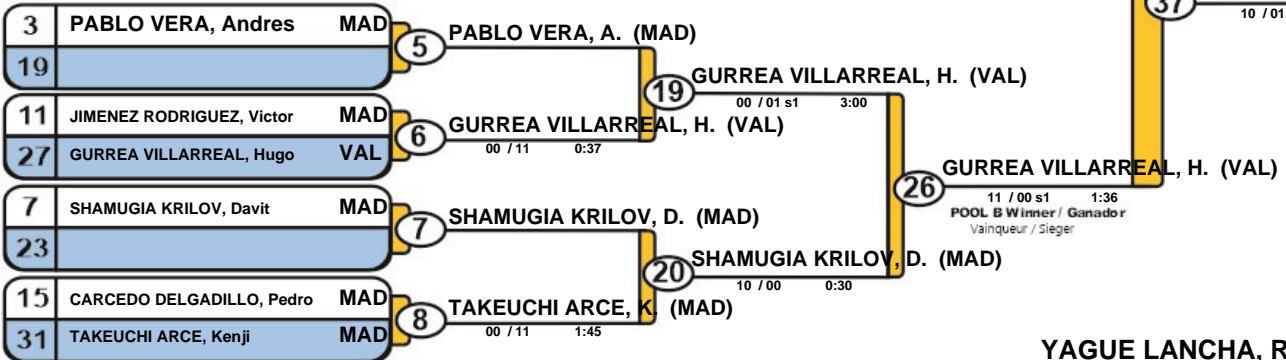 3 PABLO VERA, Andres MAD
19
5 PABLO VERA, A. (MAD)
11 JIMENEZ RODRIGUEZ, Victor MAD
27 GURREA VILLARREAL, Hugo VAL
6 GURREA VILLARREAL, H. (VAL)
00 / 11 0:37
19 GURREA VILLARREAL, H. (VAL)
00 / 01 s1 3:00
7 SHAMUGIA KRILOV, Davit MAD
23
7 SHAMUGIA KRILOV, D. (MAD)
15 CARCEDO DELGADILLO, Pedro MAD
31 TAKEUCHI ARCE, Kenji MAD
8 TAKEUCHI ARCE, K. (MAD)
00 / 11 1:45
20 SHAMUGIA KRILOV, D. (MAD)
10 / 00 0:30
26 GURREA VILLARREAL, H. (VAL)
11 / 00 s1 1:36
POOL B Winner / Ganador
Vainqueur / Sieger
37
10 / 01
YAGUE LANCHA, R